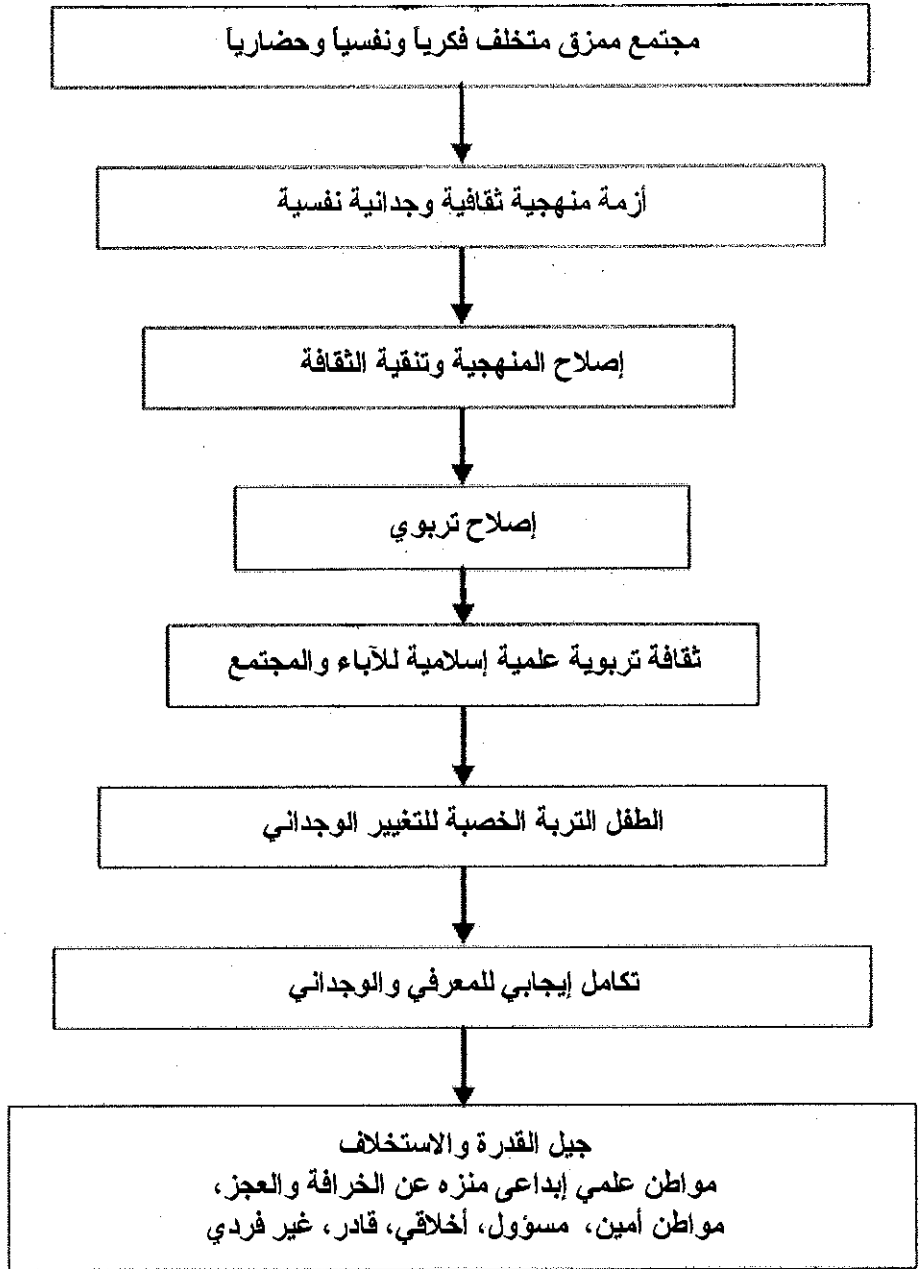 مجتمع ممزق متخلف فكرياً ونفسياً وحضارياً
أزمة منهجية ثقافية وجدانية نفسية
إصلاح المنهجية وتنقية الثقافة
إصلاح تربوي
ثقافة تربوية علمية إسلامية للآباء والمجتمع
الطفل التربة الخصبة للتغيير الوجداني
تكامل إيجابي للمعرفي والوجداني
جيل القدرة والاستخلاف
مواطن علمي إبداعى منزه عن الخرافة والعجز،
مواطن أمين، مسؤول، أخلاقي، قادر، غير فردي